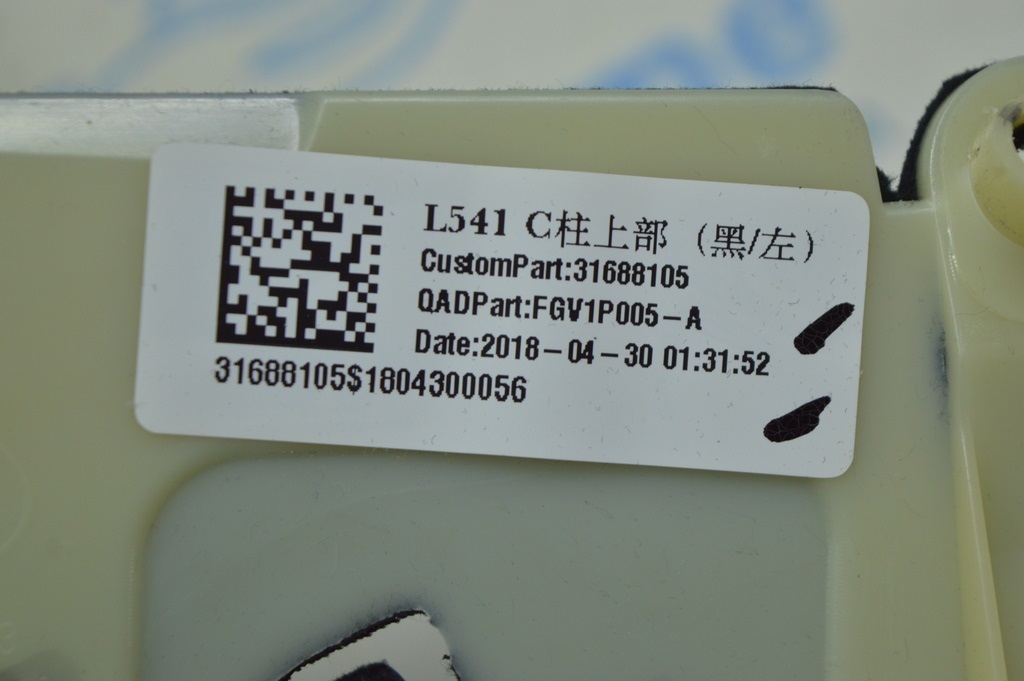 L541 C柱上部（黑/左）
CustomPart:31688105
QADPart:FGV1P005-A
Date:2018-04-30 01:31:52
31688105$1804300056